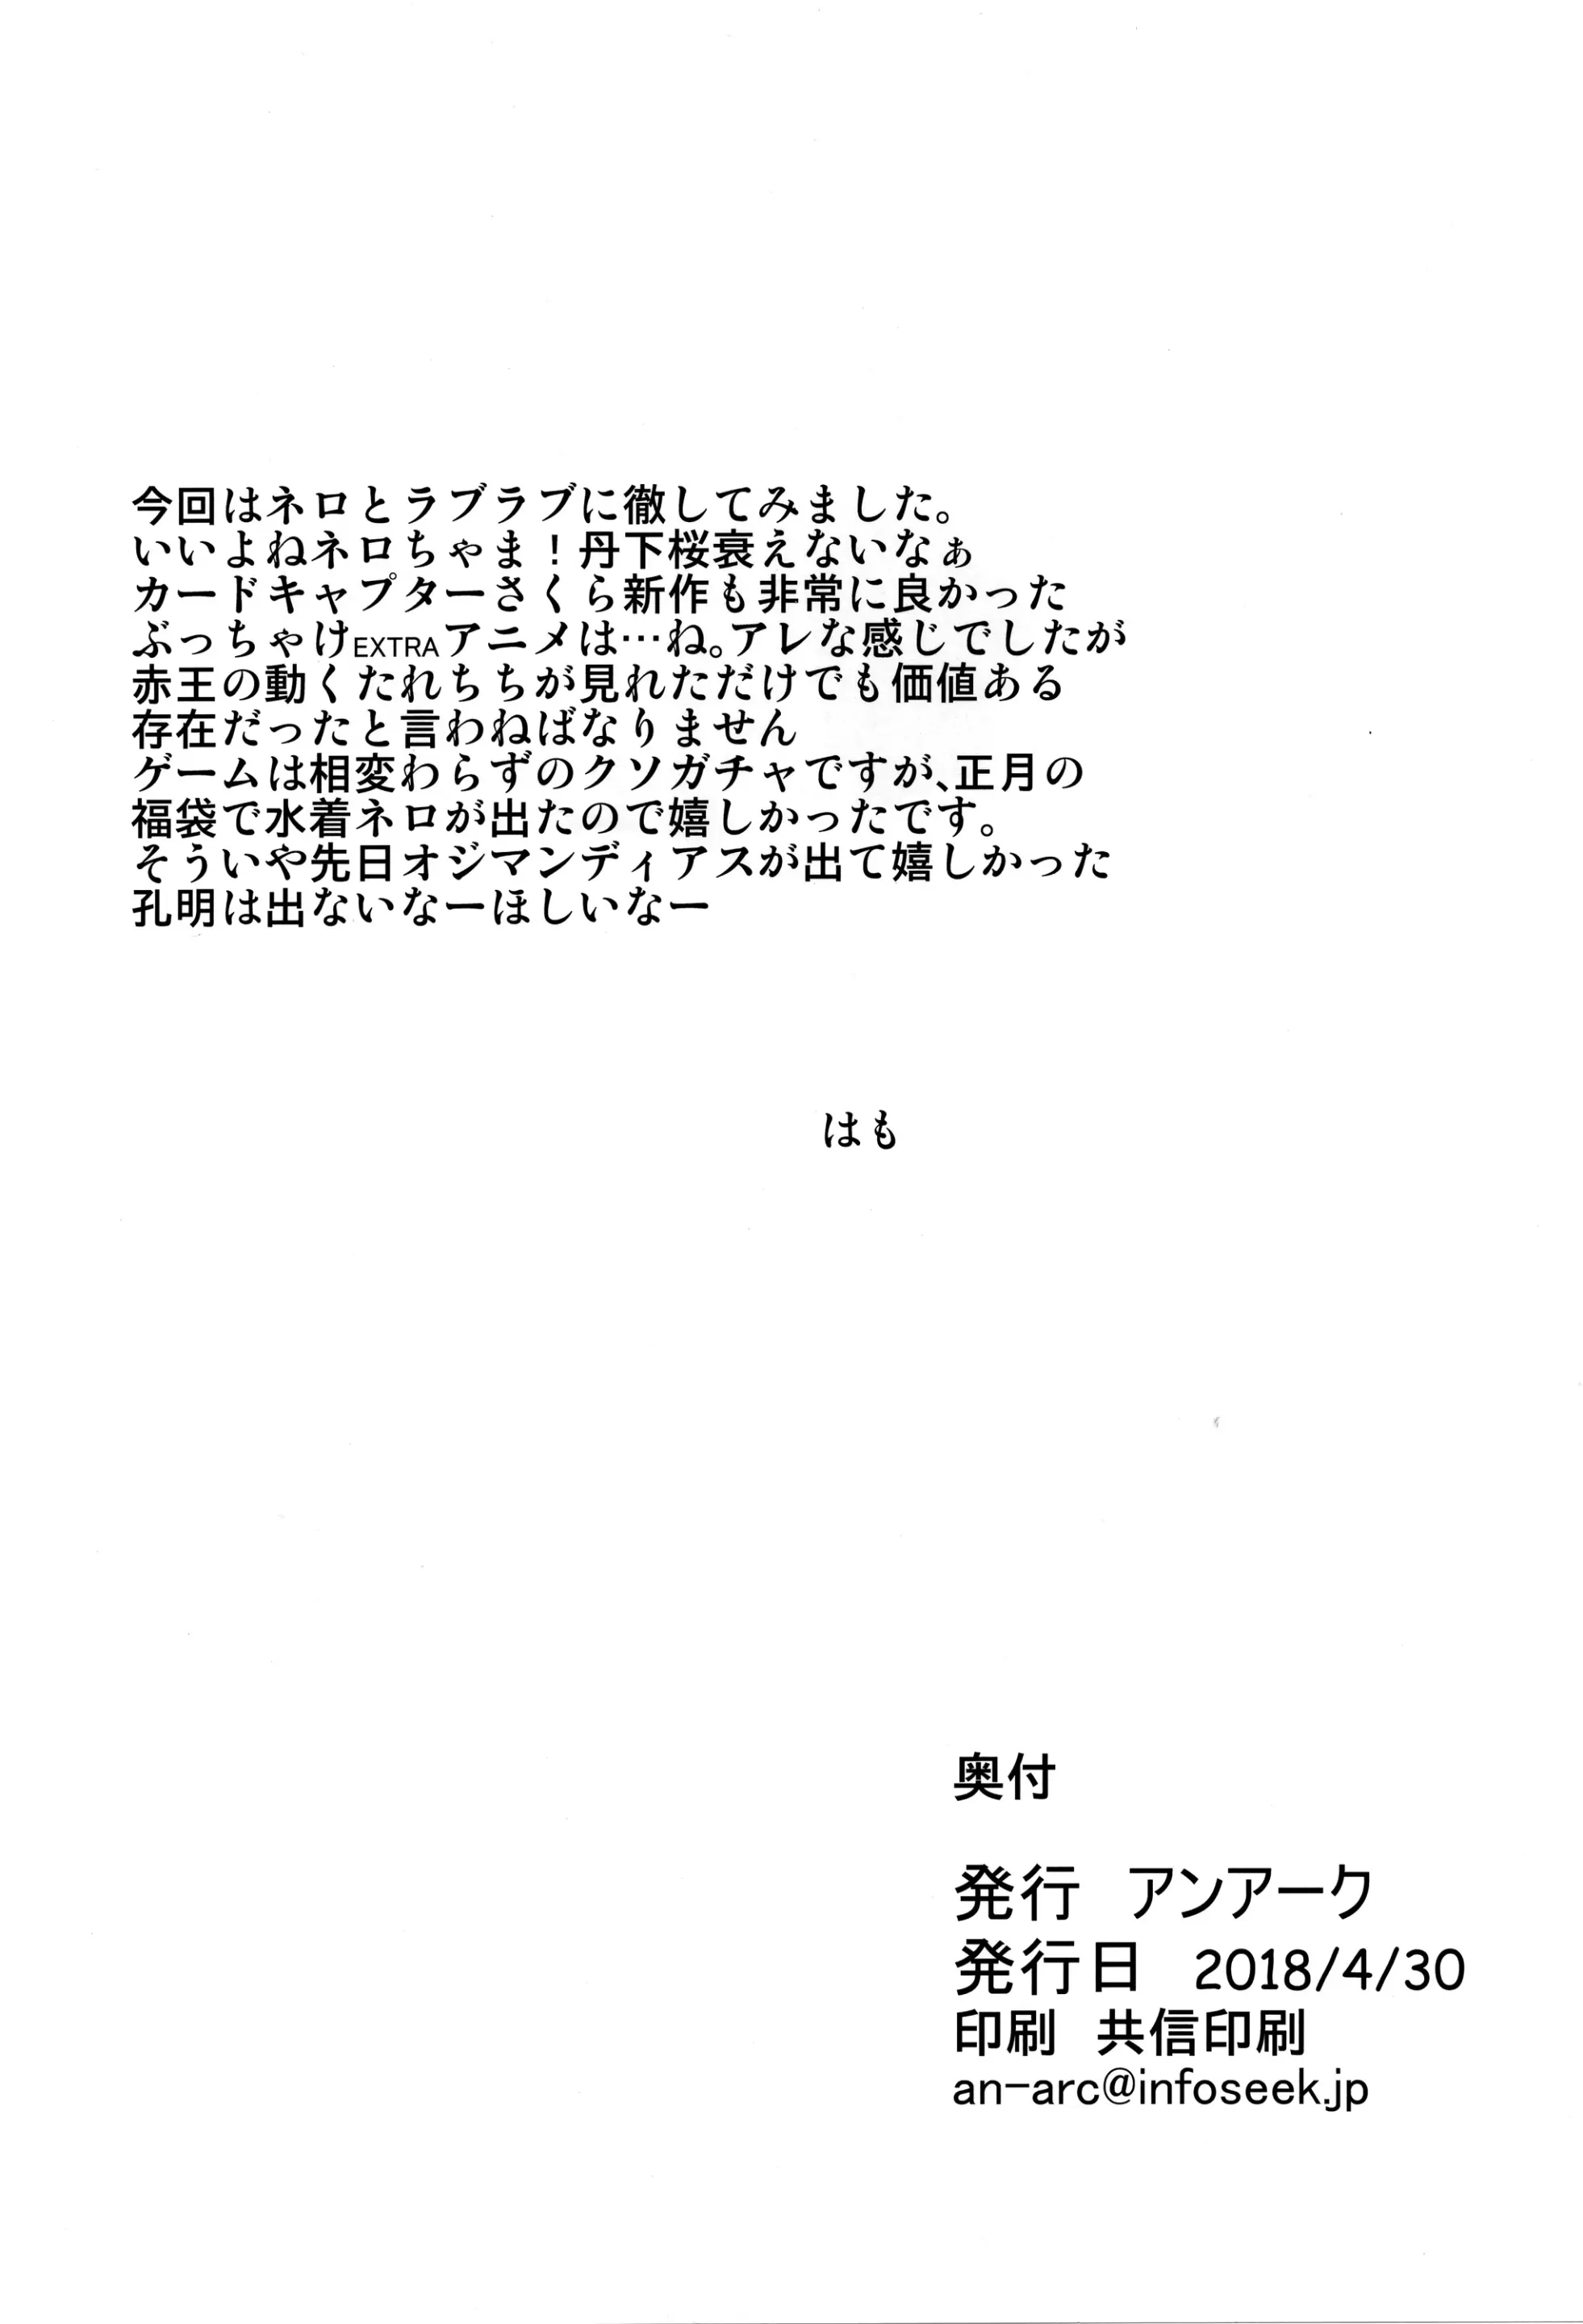 今回はネロとラブラブに徹してみました。
いいよねネロちゃま！丹下桜衰えないなぁ
カードキャプターさくら新作も非常に良かった
ぶっちゃけEXTRAアニメは…ね。アレな感じでしたが
赤王の動くたれちちが見れただけでも価値ある
存在だったと言わねばなりません
ゲームは相変わらずのクソガチャですが、正月の
福袋で水着ネロが出たので嬉しかったです。
そういや先日オジマンディアスが出て嬉しかった
孔明は出ないなーほしいなー
はも
奥付
発行　アンアーク
発行日　2018/4/30
印刷　共信印刷
an-arc@infoseek.jp